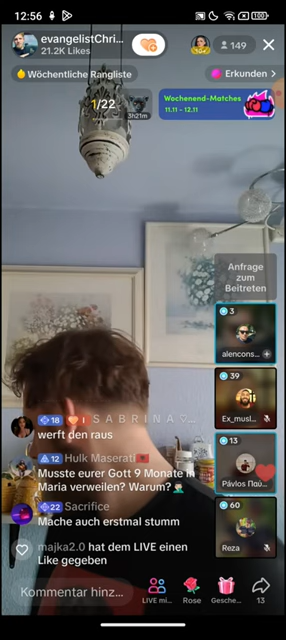 12:56
100
evangelistChri...
21.2K Likes
149
Wöchentliche Rangliste
Erkunden >
1/22
3h21m
Wochenend-Matches
11.11 - 12.11
Anfrage
zum
Beitreten
3
alencons...
39
Ex_musl...
13
Pávlos Παύ...
60
Reza
18 I S A B R I N A ♡...
werft den raus
12 Hulk Maserati
Musste eurer Gott 9 Monate in
Maria verweilen? Warum?
22 Sacrifice
Mache auch erstmal stumm
majka2.0 hat dem LIVE einen
Like gegeben
Kommentar hinz...
LIVE mi...
Rose
Gesche...
13